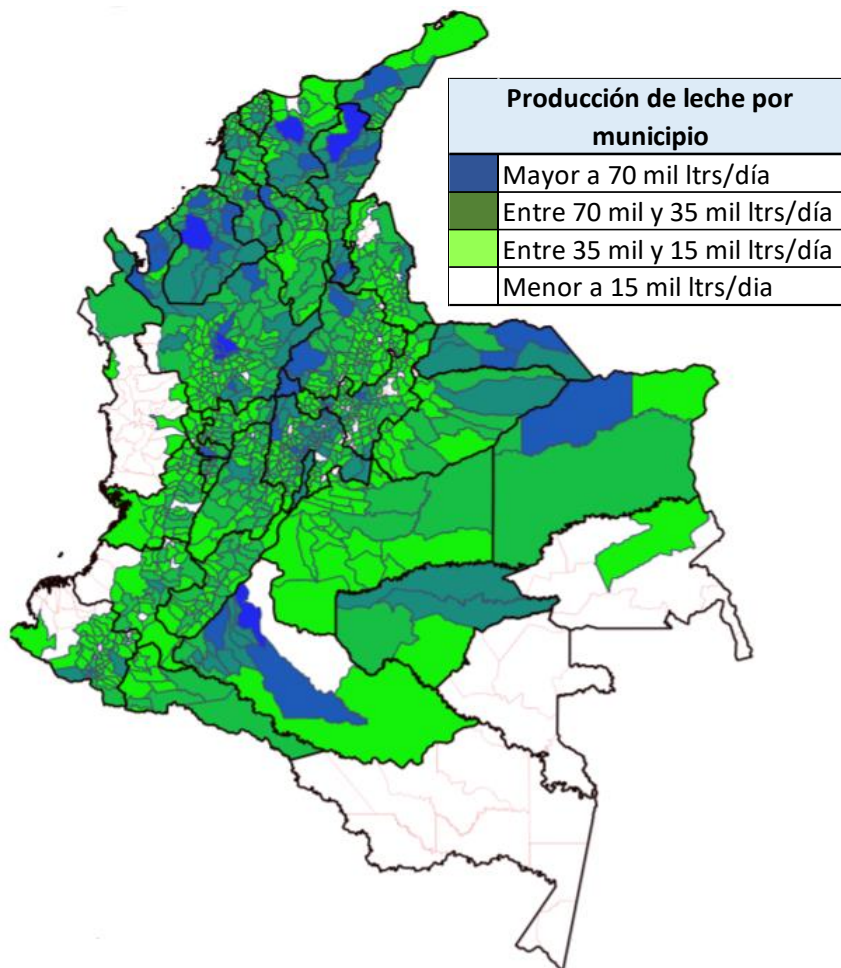 Producción de leche por
municipio
Mayor a 70 mil ltrs/día
Entre 70 mil y 35 mil ltrs/día
Entre 35 mil y 15 mil ltrs/día
Menor a 15 mil ltrs/dia